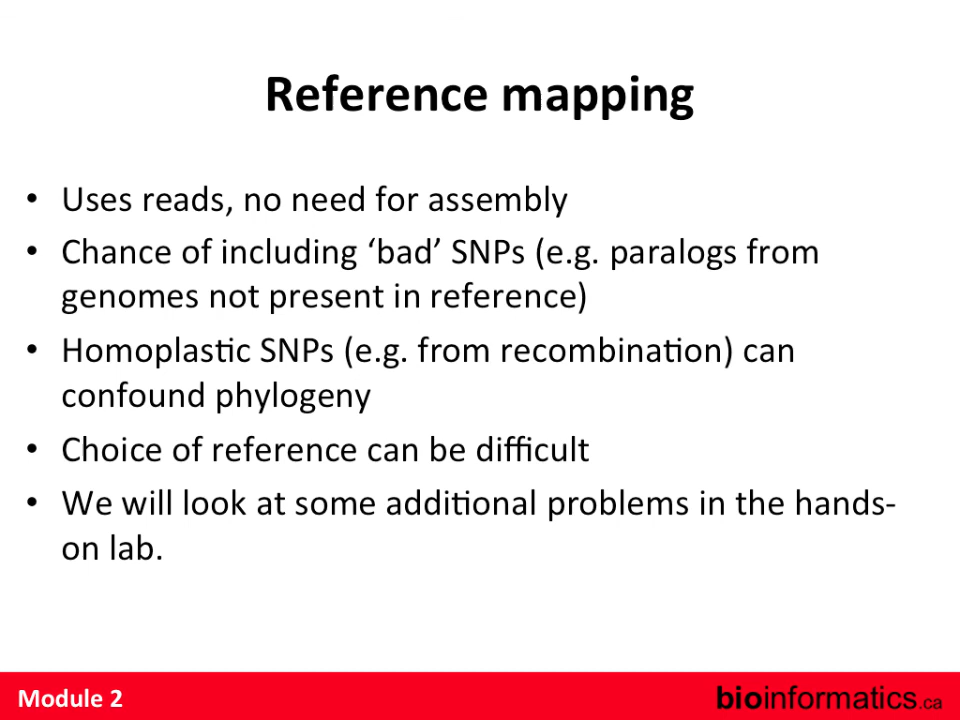 Reference mapping
• Uses reads, no need for assembly
• Chance of including ‘bad’ SNPs (e.g. paralogs from
genomes not present in reference)
• Homoplastic SNPs (e.g. from recombination) can
confound phylogeny
• Choice of reference can be difficult
• We will look at some additional problems in the hands-
on lab.
Module 2
bioinformatics.ca